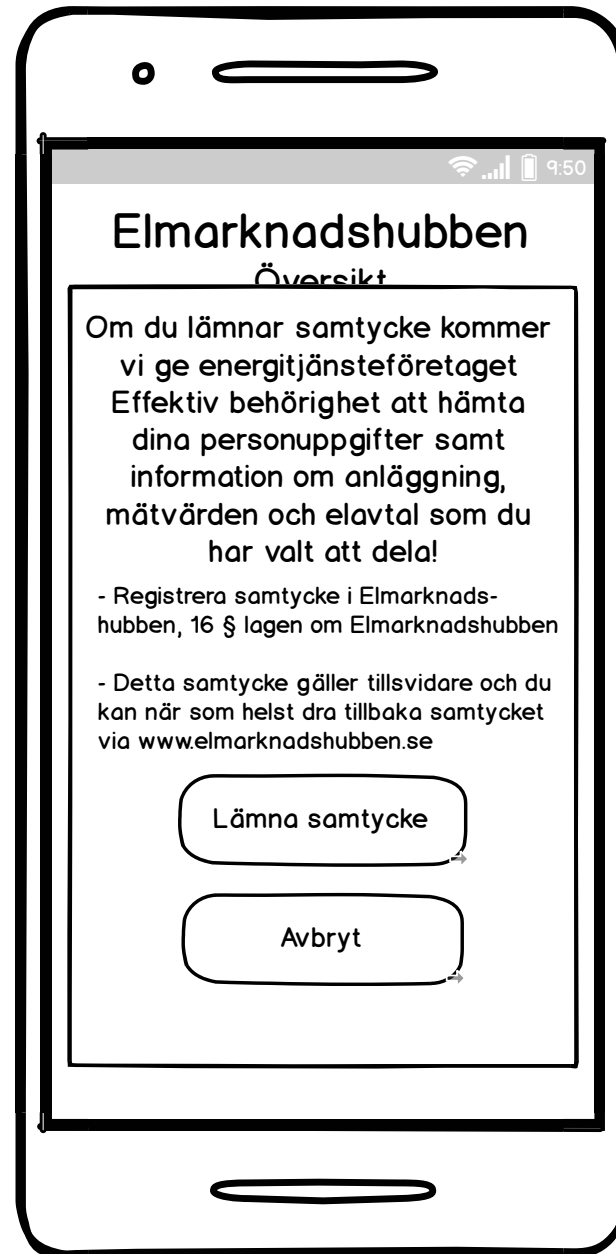 9:50
Elmarknadshubben
Översikt
Om du lämnar samtycke kommer
vi ge energitjänsteföretaget
Effektiv behörighet att hämta
dina personuppgifter samt
information om anläggning,
mätvärden och elavtal som du
har valt att dela!
- Registrera samtycke i Elmarknads-
hubben, 16 § lagen om Elmarknadshubben
- Detta samtycke gäller tillsvidare och du
kan när som helst dra tillbaka samtycket
via www.elmarknadshubben.se
Lämna samtycke
Avbryt